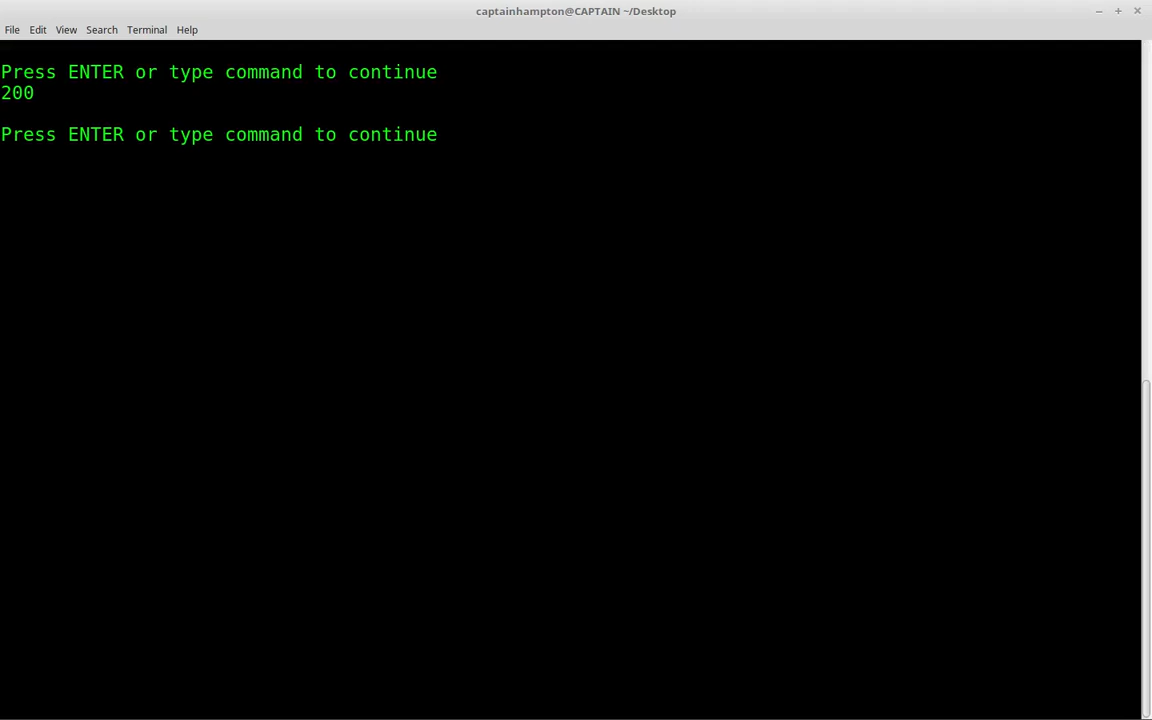 captainhampton@CAPTAIN ~/Desktop
File Edit View Search Terminal Help
Press ENTER or type command to continue
200
Press ENTER or type command to continue